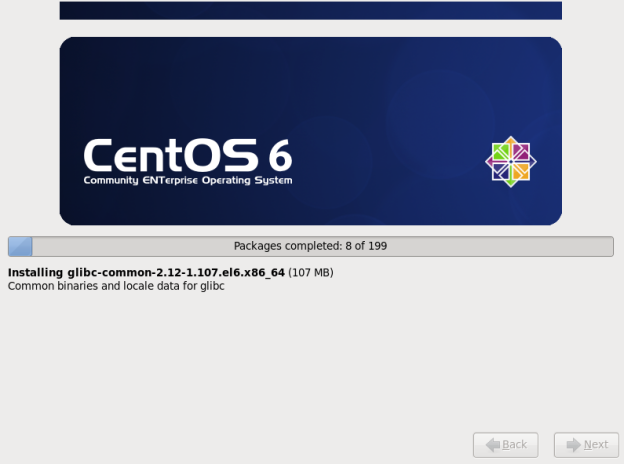 CentOS 6
Community ENTerprise Operating System
Packages completed: 8 of 199
Installing glibc-common-2.12-1.107.el6.x86_64 (107 MB)
Common binaries and locale data for glibc
Back
Next